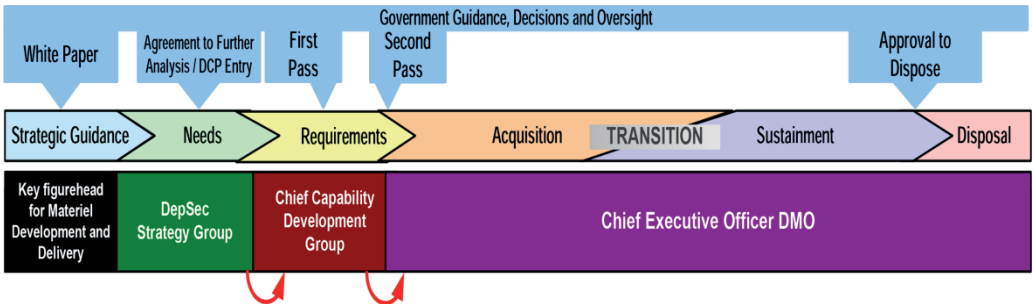 Government Guidance, Decisions and Oversight
White Paper
Agreement to Further
Analysis / DCP Entry
First
Pass
Second
Pass
Approval to
Dispose
Strategic Guidance
Needs
Requirements
Acquisition
TRANSITION
Sustainment
Disposal
Key figurehead
for Materiel
Development and
Delivery
DepSec
Strategy Group
Chief Capability
Development
Group
Chief Executive Officer DMO